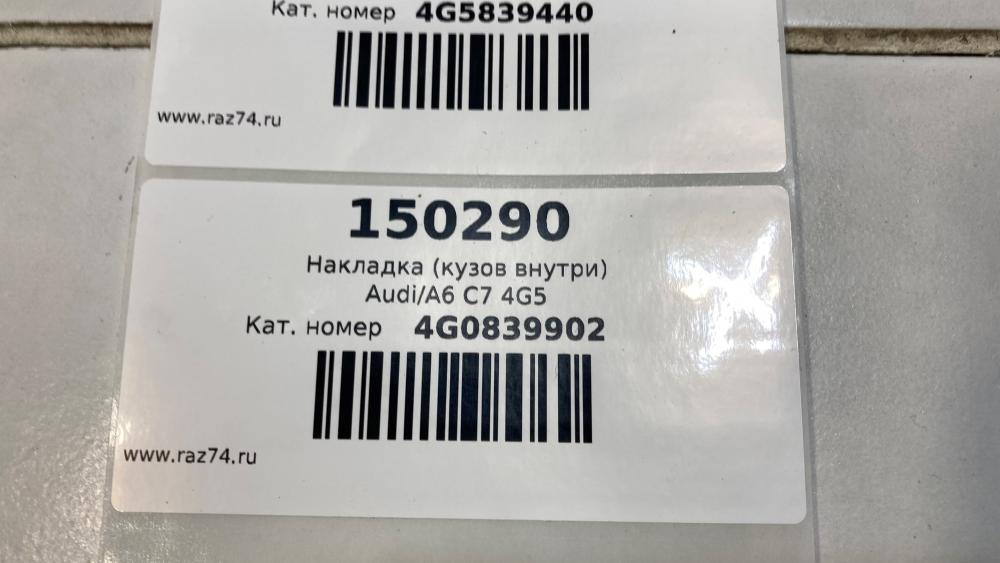 Кат. номер 4G5839440
www.raz74.ru
150290
Накладка (кузов внутри)
Audi/A6 C7 4G5
Кат. номер 4G0839902
www.raz74.ru